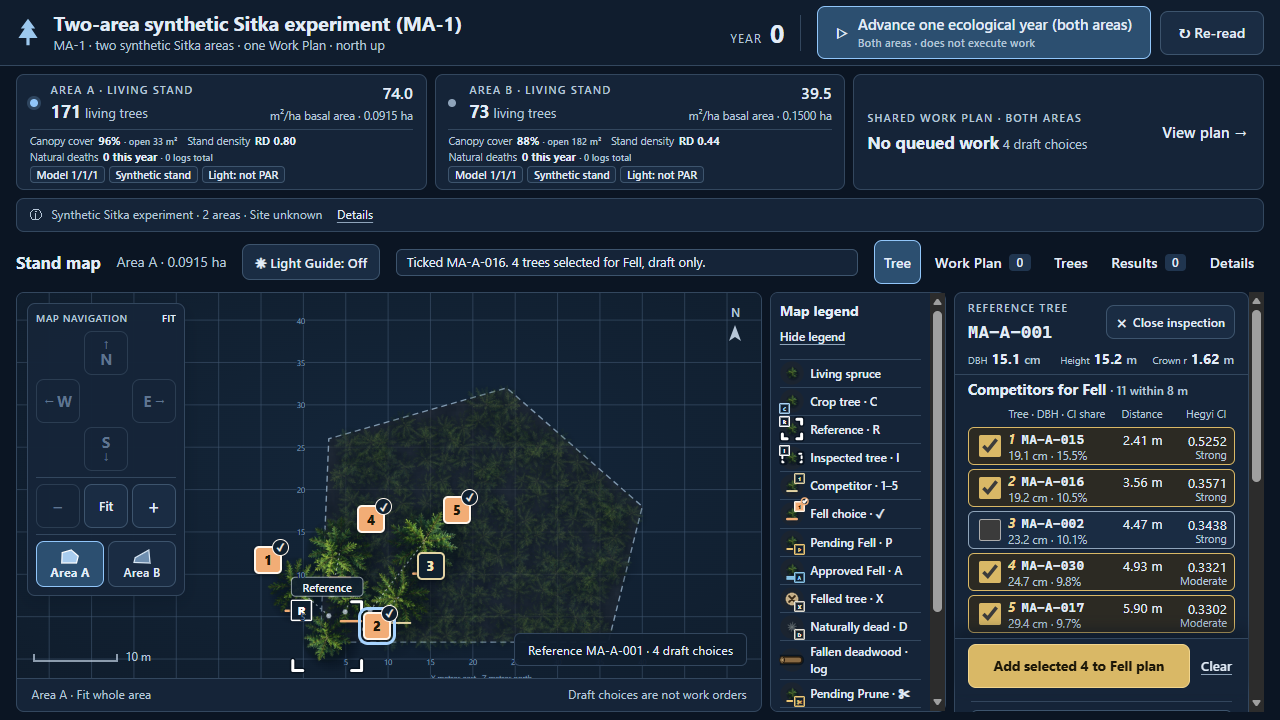 Two-area synthetic Sitka experiment (MA-1)
MA-1 · two synthetic Sitka areas · one Work Plan · north up
YEAR 0
Advance one ecological year (both areas)
Both areas · does not execute work
↻ Re-read
AREA A · LIVING STAND
74.0
171 living trees
m²/ha basal area · 0.0915 ha
Canopy cover 96% · open 33 m² Stand density RD 0.80
Natural deaths 0 this year · 0 logs total
Model 1/1/1 Synthetic stand Light: not PAR
AREA B · LIVING STAND
39.5
73 living trees
m²/ha basal area · 0.1500 ha
Canopy cover 88% · open 182 m² Stand density RD 0.44
Natural deaths 0 this year · 0 logs total
Model 1/1/1 Synthetic stand Light: not PAR
SHARED WORK PLAN · BOTH AREAS
No queued work 4 draft choices
View plan →
ⓘ Synthetic Sitka experiment · 2 areas · Site unknown Details
Stand map Area A · 0.0915 ha
Light Guide: Off
Ticked MA-A-016. 4 trees selected for Fell, draft only.
Tree Work Plan 0 Trees Results 0 Details
MAP NAVIGATION FIT
↑
N
← W
E →
S
↓
− Fit +
Area A Area B
40
35
30
25
20
15
10
5 10 15 20
N
1
2
3
4
5
Reference
R
10 m
Reference MA-A-001 · 4 draft choices
Area A · Fit whole area
Draft choices are not work orders
Map legend
Hide legend
Living spruce
C Crop tree · C
R Reference · R
I Inspected tree · I
1 Competitor · 1–5
Fell choice · ✓
P Pending Fell · P
A Approved Fell · A
X Felled tree · X
D Naturally dead · D
Fallen deadwood ·
log
Pending Prune · ✂
REFERENCE TREE
MA-A-001
× Close inspection
DBH 15.1 cm Height 15.2 m Crown r 1.62 m
Competitors for Fell · 11 within 8 m
Tree · DBH · CI share Distance Hegyi CI
1 MA-A-015 2.41 m 0.5252
19.1 cm · 15.5% Strong
2 MA-A-016 3.56 m 0.3571
19.2 cm · 10.5% Strong
3 MA-A-002 4.47 m 0.3438
23.2 cm · 10.1% Strong
4 MA-A-030 4.93 m 0.3321
24.7 cm · 9.8% Moderate
5 MA-A-017 5.90 m 0.3302
29.4 cm · 9.7% Moderate
Add selected 4 to Fell plan Clear